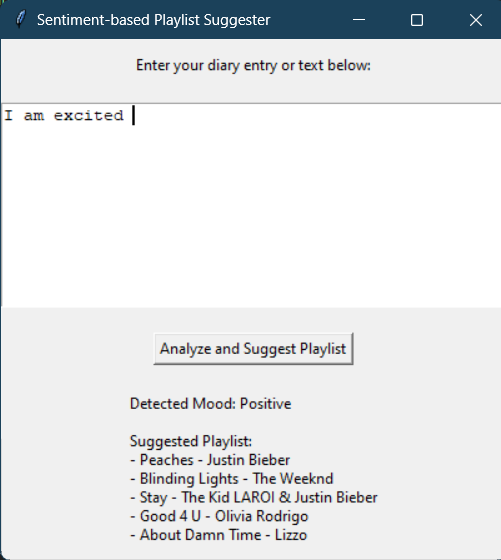 Sentiment-based Playlist Suggester
Enter your diary entry or text below:
I am excited
Analyze and Suggest Playlist
Detected Mood: Positive
Suggested Playlist:
- Peaches - Justin Bieber
- Blinding Lights - The Weeknd
- Stay - The Kid LAROI & Justin Bieber
- Good 4 U - Olivia Rodrigo
- About Damn Time - Lizzo